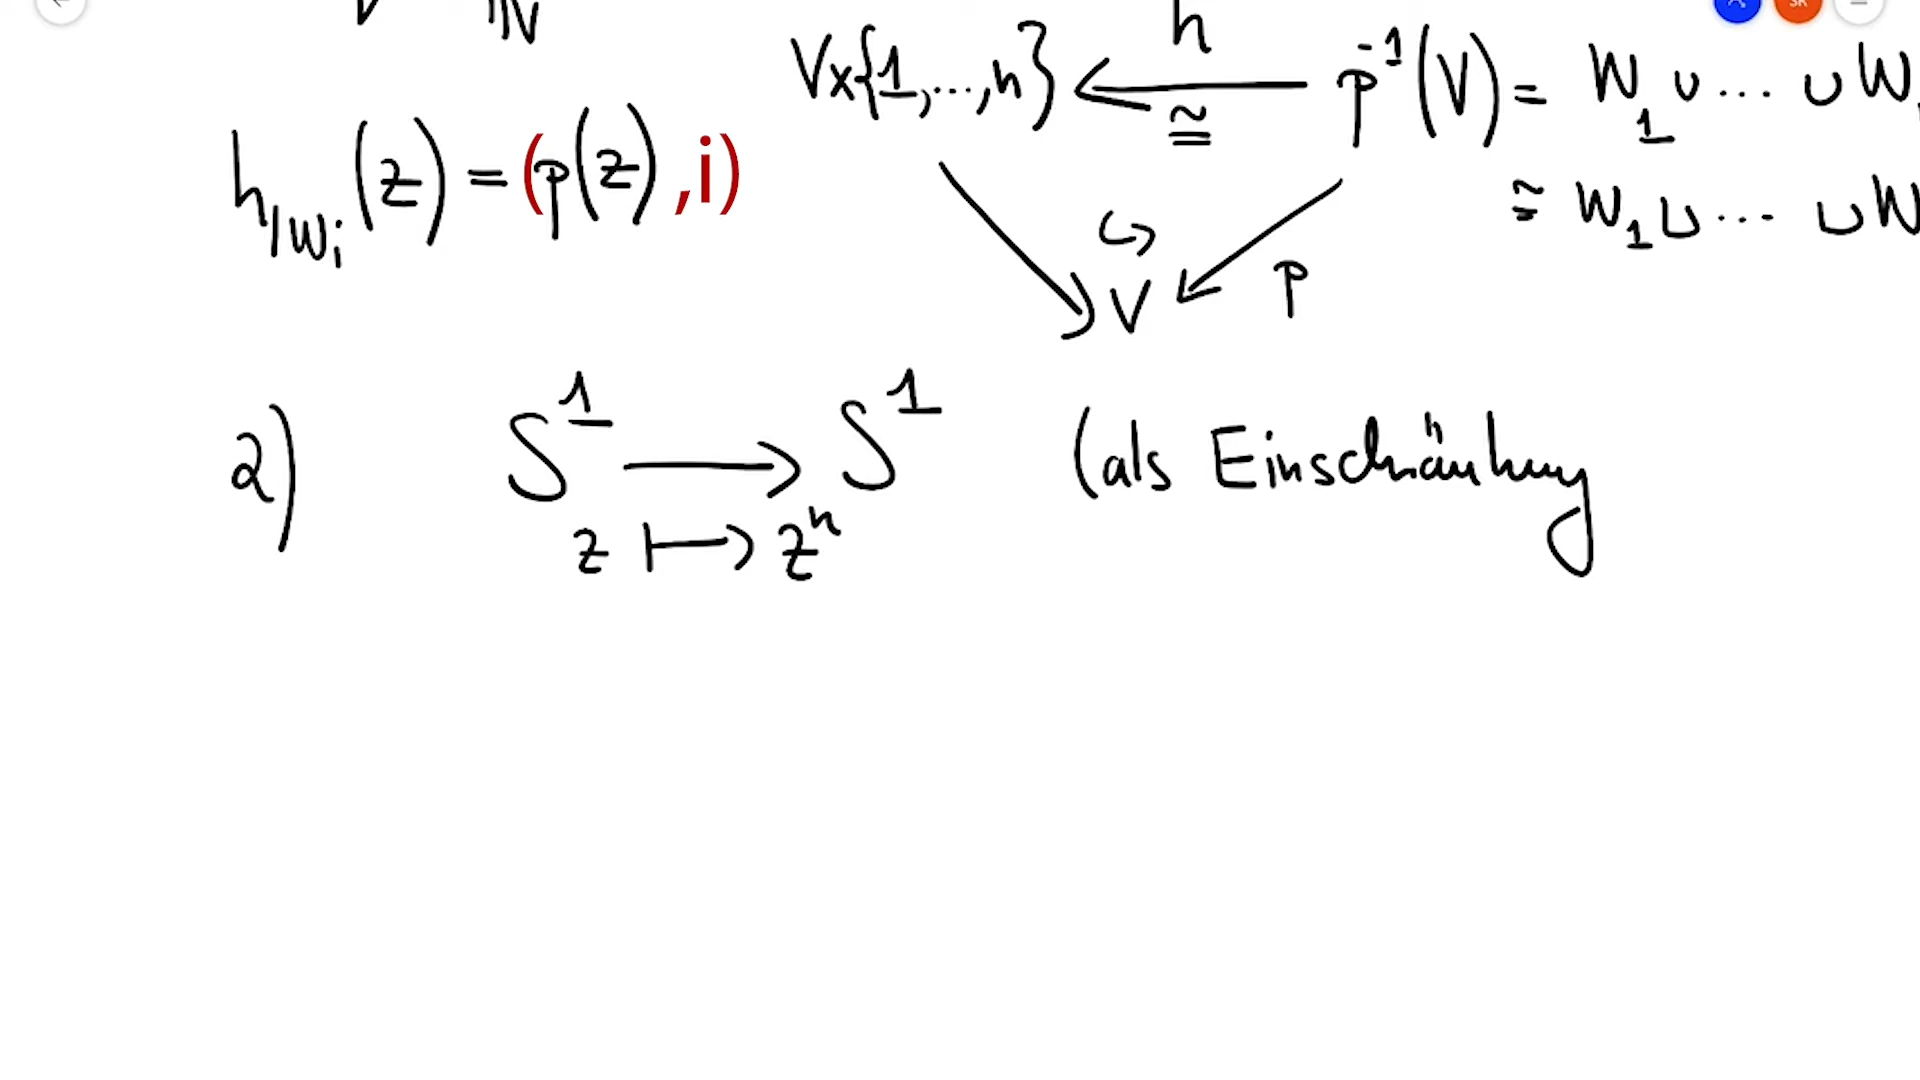 V×{1,...,n} ←h≅ p⁻¹(V) = W₁ ∪ ... ∪ W
h|Wᵢ(z) = (p(z),i)
≅ W₁ ⊔ ... ⊔ W
V p
2) S¹ ⟶ S¹ (als Einschränkung
z ⟼ zⁿ